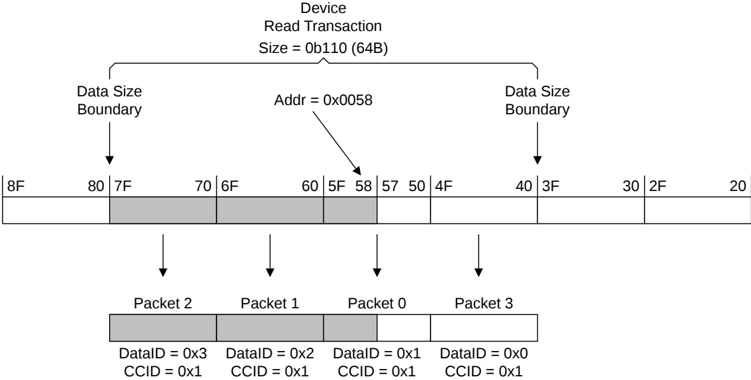 Device
Read Transaction
Size = 0b110 (64B)
Data Size
Boundary
Addr = 0x0058
Data Size
Boundary
8F 80 7F 70 6F 60 5F 58 57 50 4F 40 3F 30 2F 20
Packet 2 Packet 1 Packet 0 Packet 3
DataID = 0x3 DataID = 0x2 DataID = 0x1 DataID = 0x0
CCID = 0x1 CCID = 0x1 CCID = 0x1 CCID = 0x1